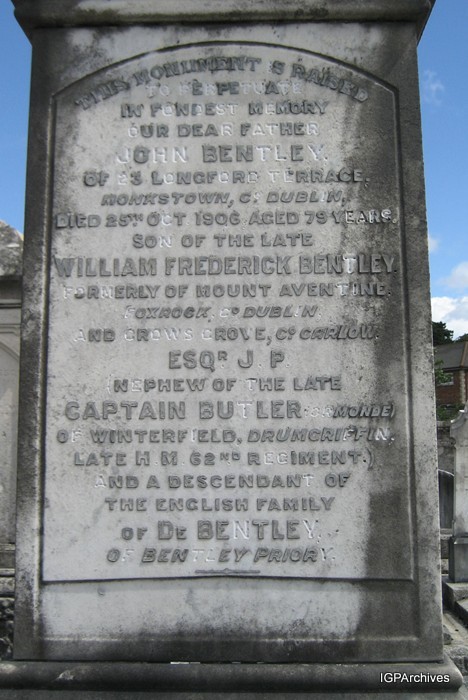 THIS MONUMENT IS RAISED
TO PERPETUATE
IN FONDEST MEMORY
OUR DEAR FATHER
JOHN BENTLEY.
OF 23 LONGFORD TERRACE.
MONKSTOWN, CO DUBLIN,
DIED 25TH OCT 1906 AGED 79 YEARS.
SON OF THE LATE
WILLIAM FREDERICK BENTLEY.
FORMERLY OF MOUNT AVENTINE.
FOXROCK, CO DUBLIN
AND GROWS GROVE, CO CARLOW.
ESQR J. P
(NEPHEW OF THE LATE
CAPTAIN BUTLER (ORMONDE)
OF WINTERFIELD, DRUMGRIFFIN.
LATE H M 62ND REGIMENT.)
AND A DESCENDANT OF
THE ENGLISH FAMILY
OF DE BENTLEY,
OF BENTLEY PRIORY.
IGPArchives